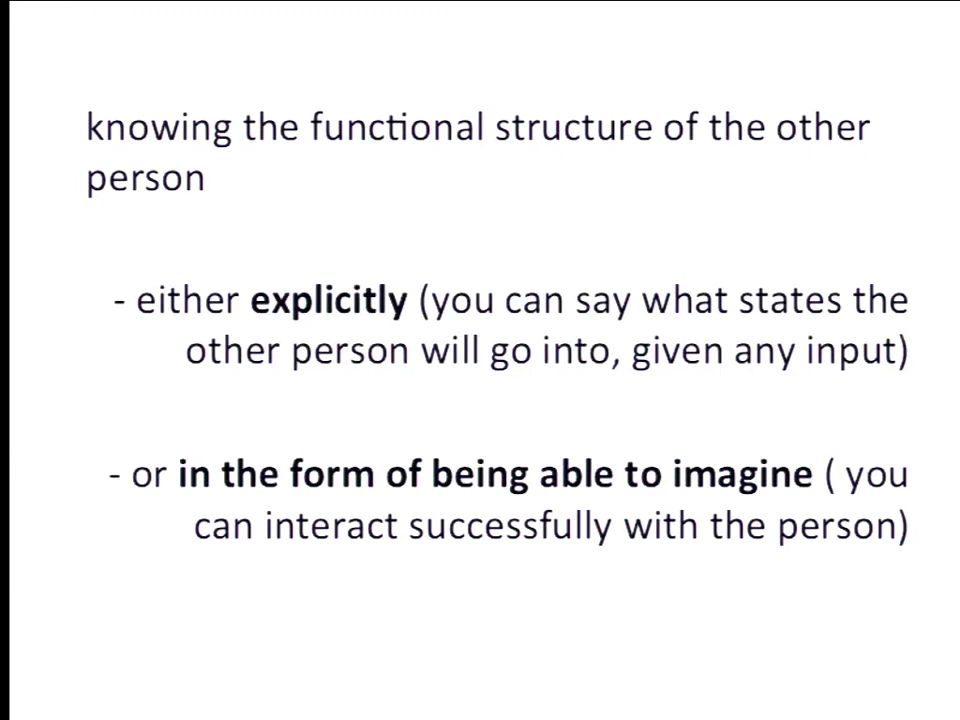 knowing the functional structure of the other
person
- either explicitly (you can say what states the
other person will go into, given any input)
- or in the form of being able to imagine ( you
can interact successfully with the person)